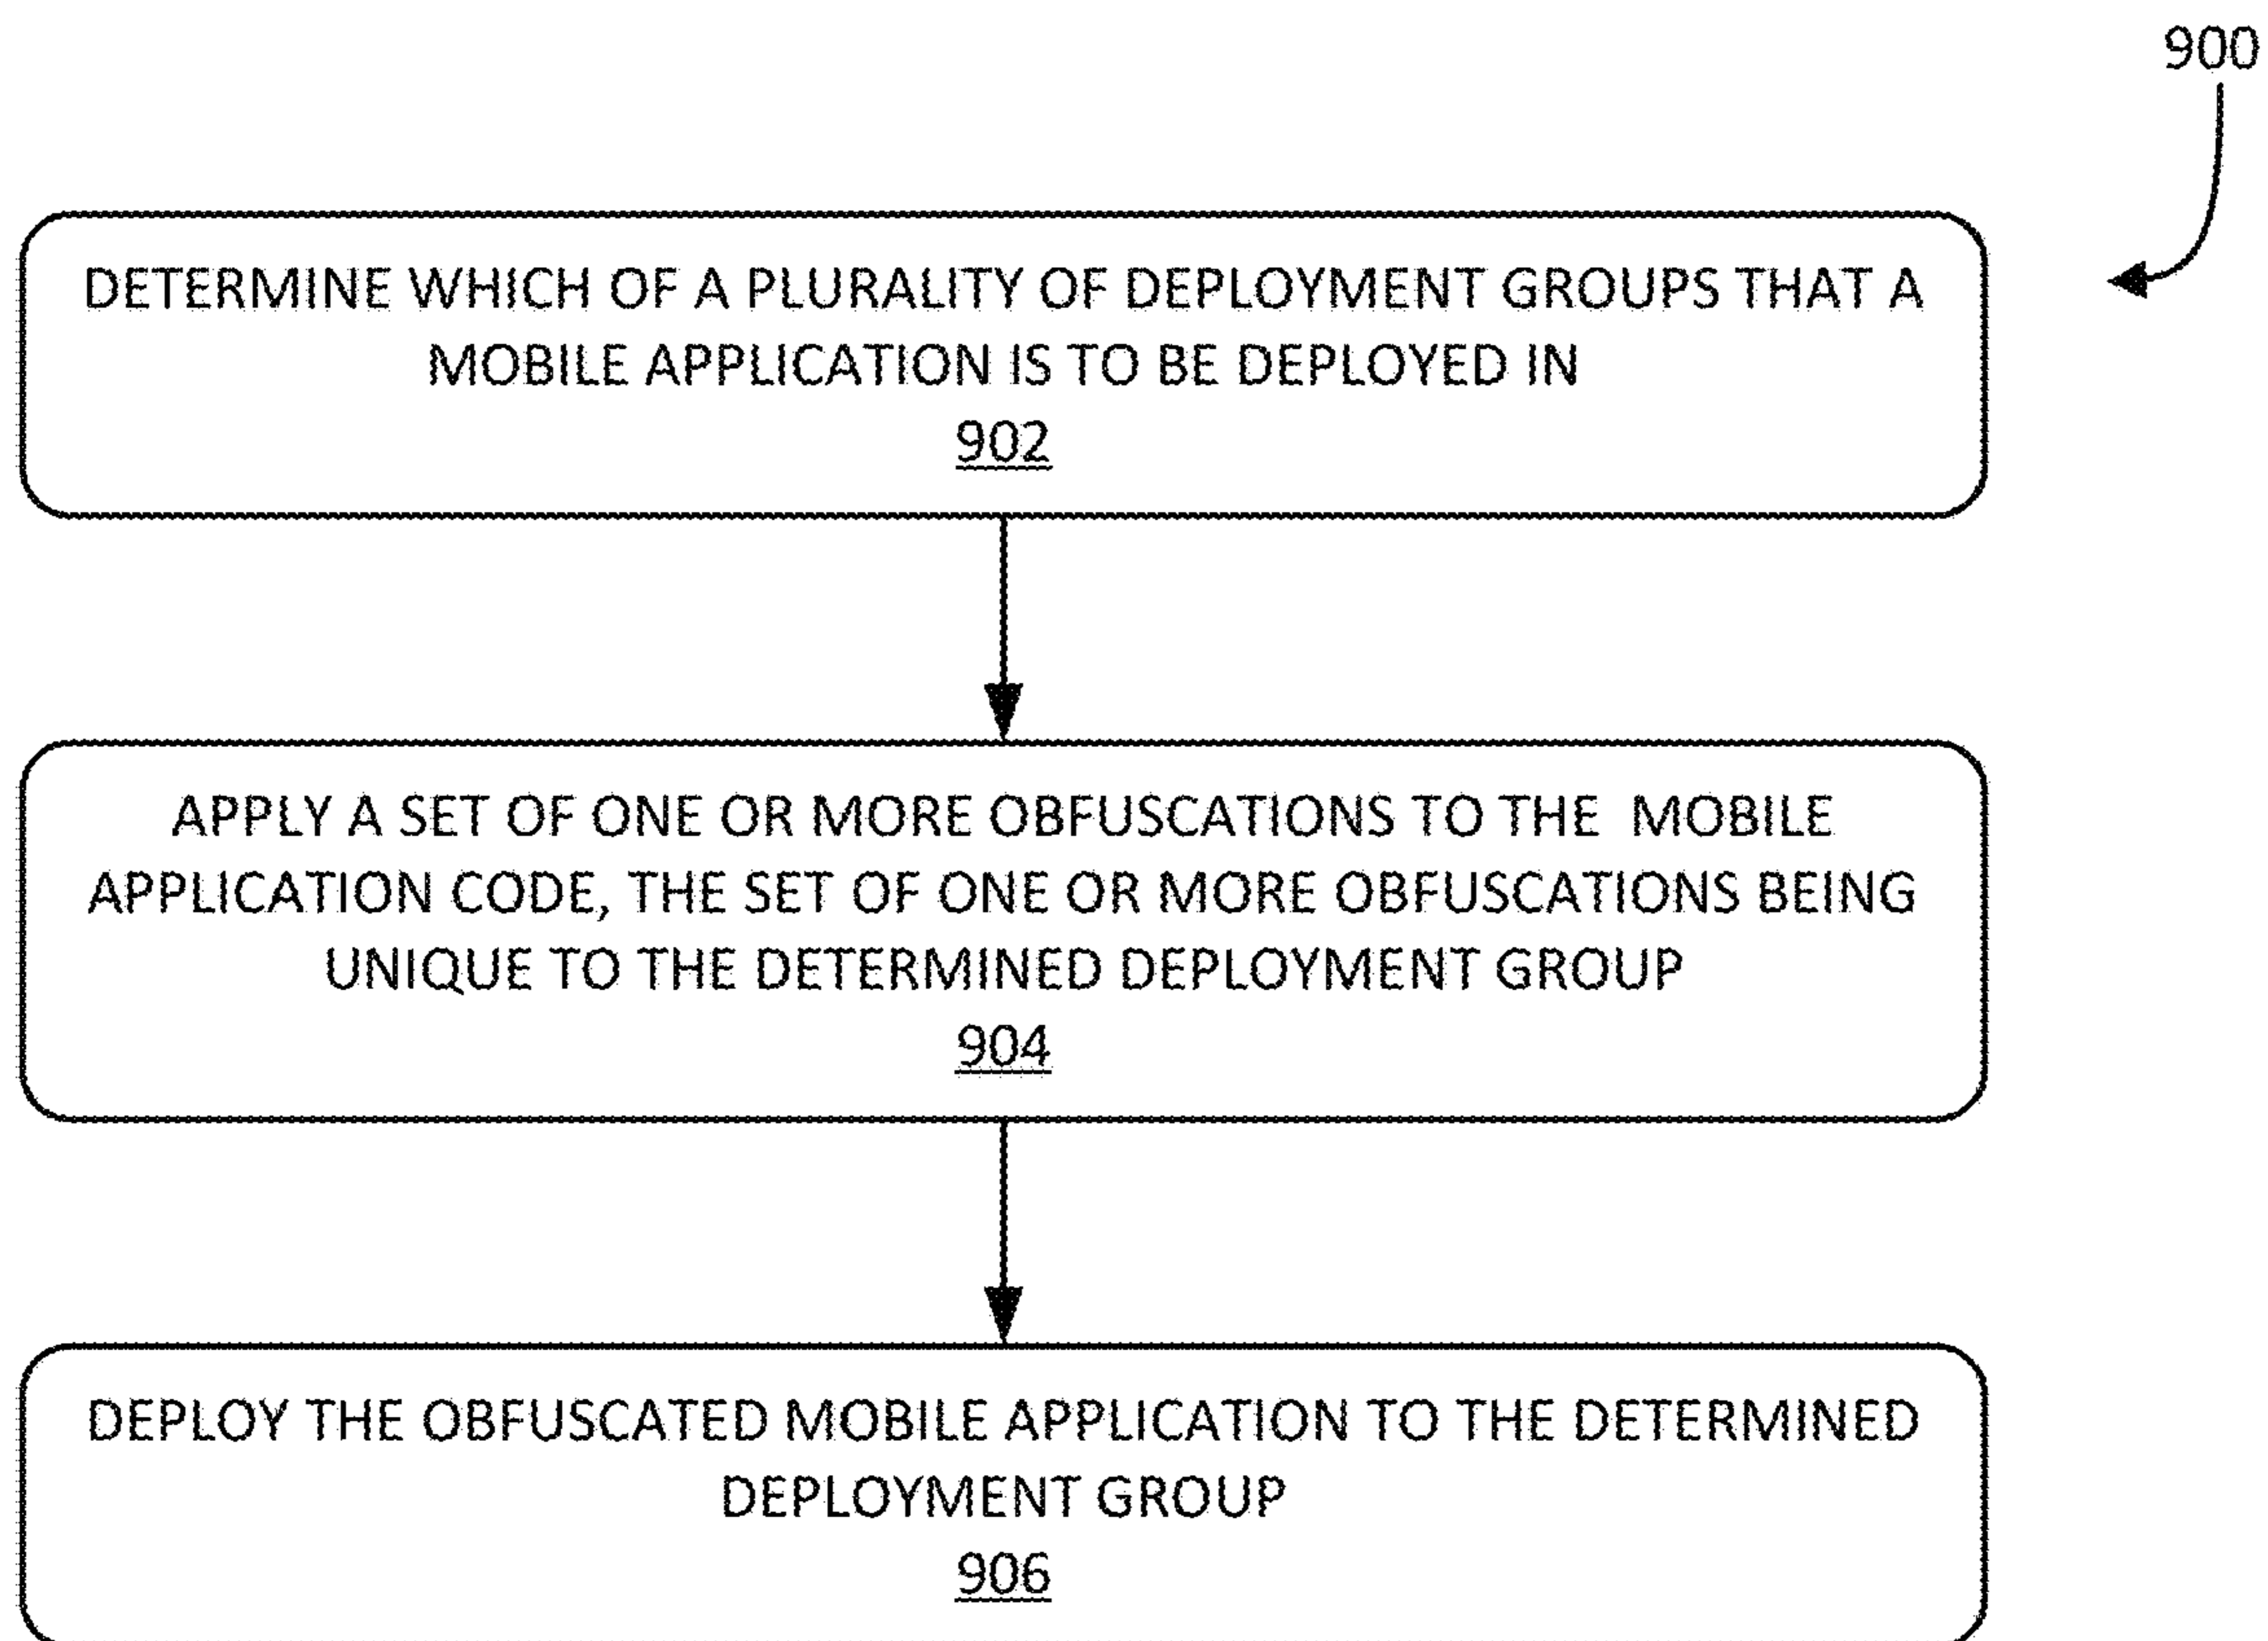 900
DETERMINE WHICH OF A PLURALITY OF DEPLOYMENT GROUPS THAT A
MOBILE APPLICATION IS TO BE DEPLOYED IN
902
APPLY A SET OF ONE OR MORE OBFUSCATIONS TO THE MOBILE
APPLICATION CODE, THE SET OF ONE OR MORE OBFUSCATIONS BEING
UNIQUE TO THE DETERMINED DEPLOYMENT GROUP
904
DEPLOY THE OBFUSCATED MOBILE APPLICATION TO THE DETERMINED
DEPLOYMENT GROUP
906